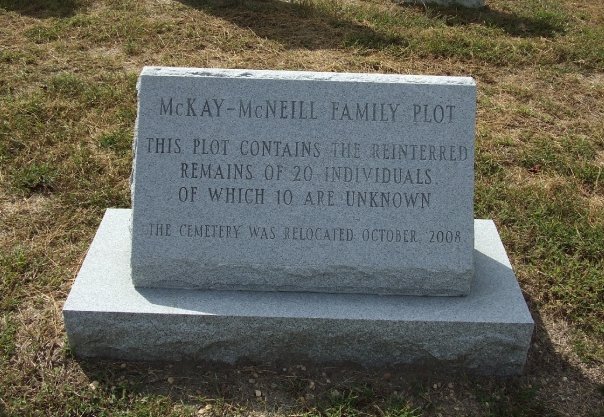 McKAY-McNEILL FAMILY PLOT
THIS PLOT CONTAINS THE REINTERRED
REMAINS OF 20 INDIVIDUALS,
OF WHICH 10 ARE UNKNOWN
THE CEMETERY WAS RELOCATED OCTOBER, 2008